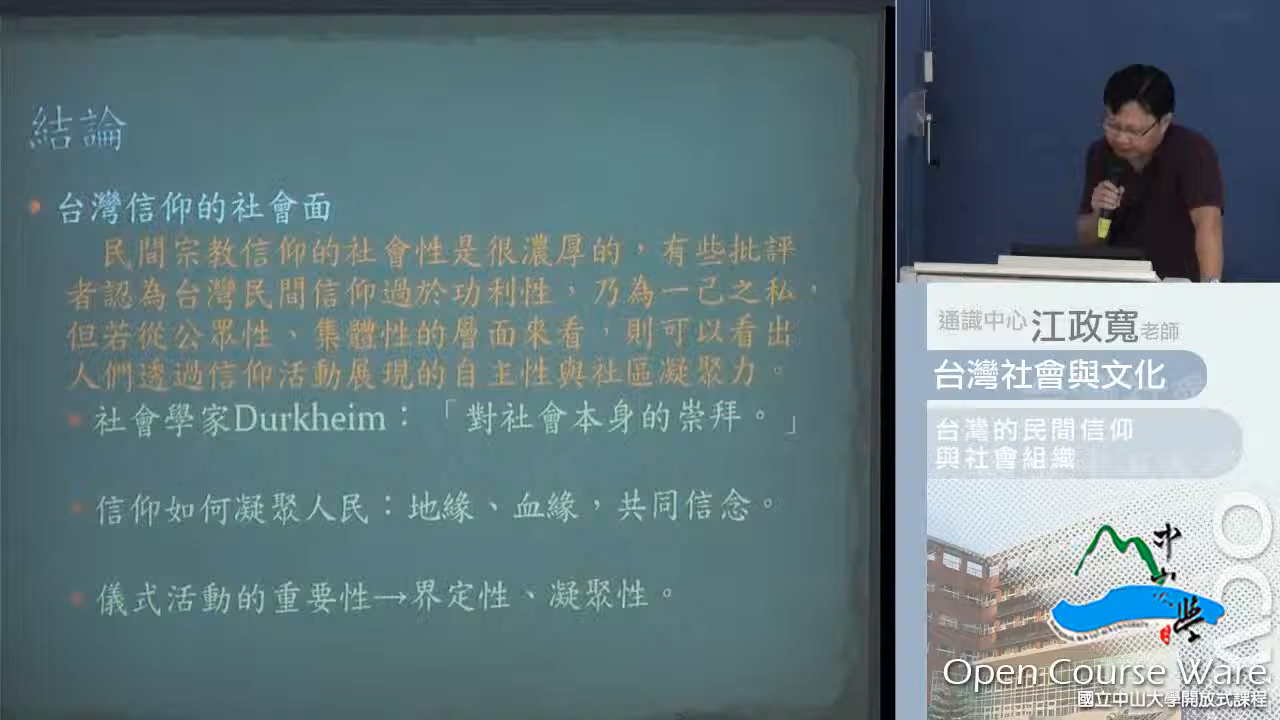 結論
台灣信仰的社會面
民間宗教信仰的社會性是很濃厚的，有些批評
者認為台灣民間信仰過於功利性，乃為一己之私，
但若從公眾性、集體性的層面來看，則可以看出
人們透過信仰活動展現的自主性與社區凝聚力。
社會學家Durkheim：「對社會本身的崇拜。」
信仰如何凝聚人民：地緣、血緣，共同信念。
儀式活動的重要性→界定性、凝聚性。
通識中心 江政寬 老師
台灣社會與文化
台灣的民間信仰
與社會組織
中山大學
OCW
Open Course Ware
國立中山大學開放式課程